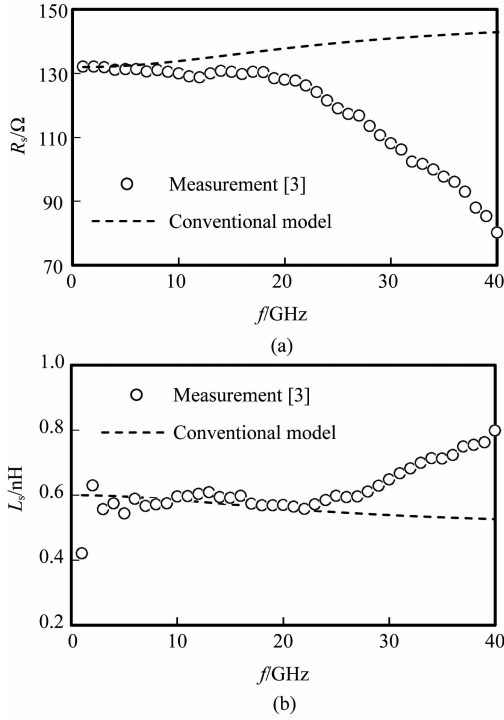 150
130
110
90
70
Rs/Ω
Measurement [3]
Conventional model
0 10 20 30 40
f/GHz
(a)
1.0
0.8
0.6
0.4
0.2
Ls/nH
Measurement [3]
Conventional model
0 10 20 30 40
f/GHz
(b)